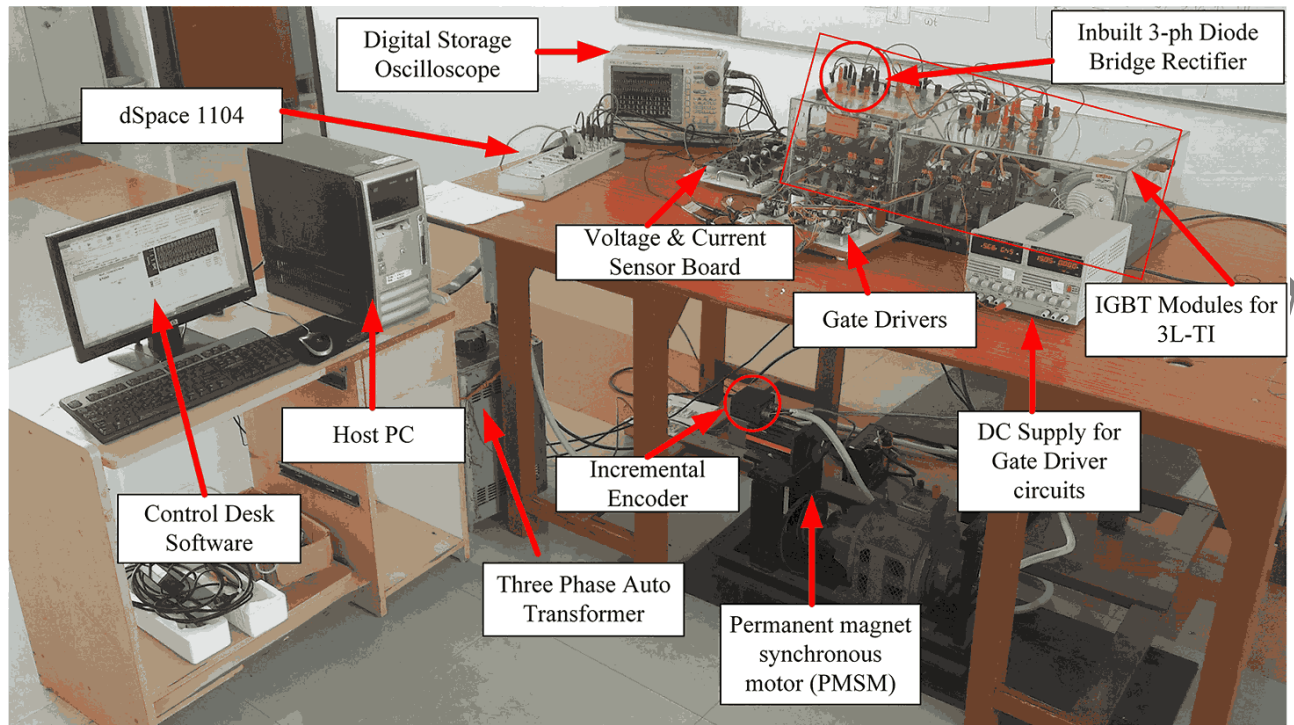 Digital Storage
Oscilloscope
Inbuilt 3-ph Diode
Bridge Rectifier
dSpace 1104
Voltage & Current
Sensor Board
Gate Drivers
IGBT Modules for
3L-TI
Host PC
Incremental
Encoder
DC Supply for
Gate Driver
circuits
Control Desk
Software
Three Phase Auto
Transformer
Permanent magnet
synchronous
motor (PMSM)